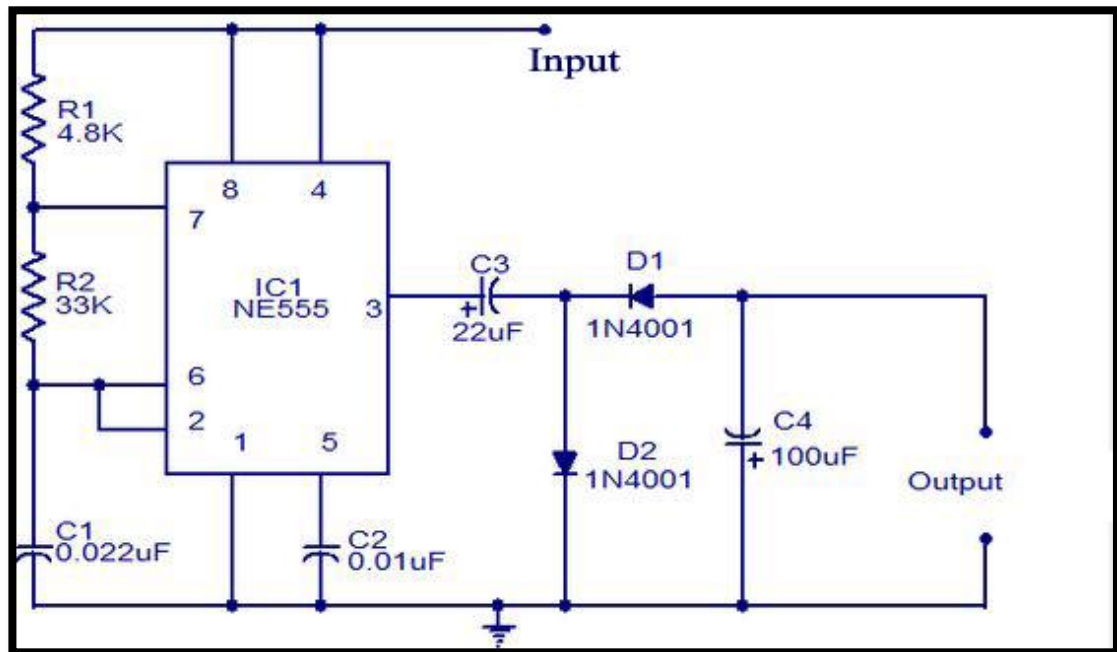 Input
R1
4.8K
8
4
7
R2
33K
IC1
NE555
3
C3
+
22uF
D1
1N4001
6
2
1
5
D2
1N4001
C4
+
100uF
Output
C1
0.022uF
C2
0.01uF